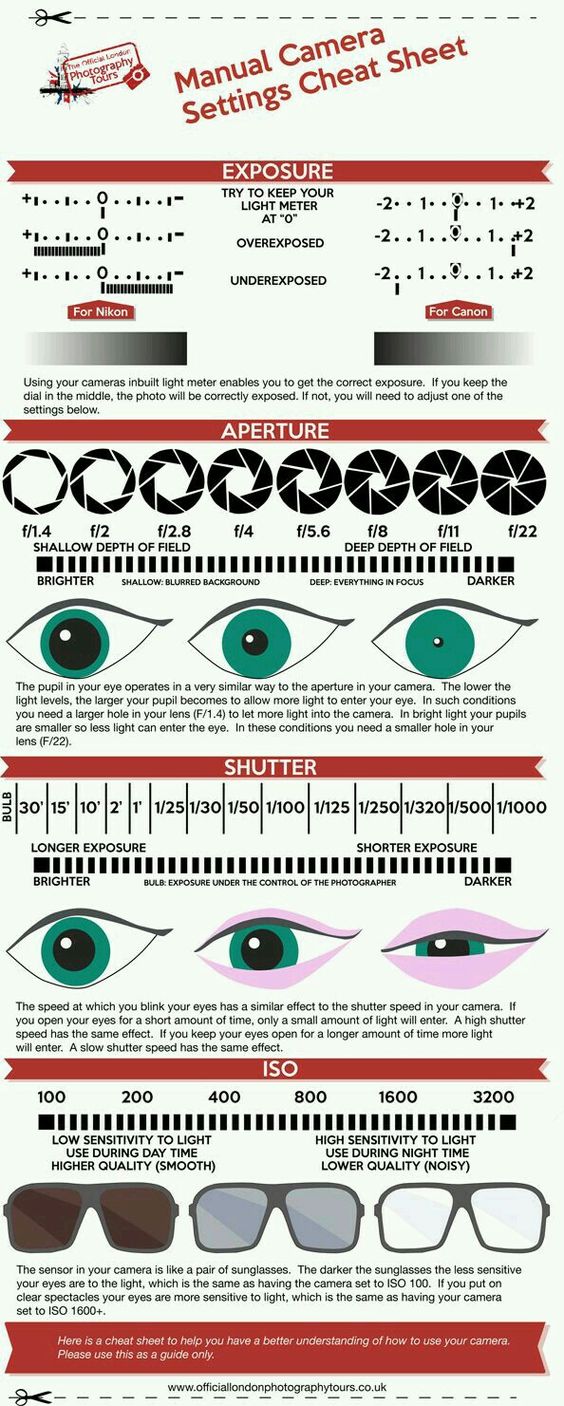 The Official London
Photography
Tours
Manual Camera
Settings Cheat Sheet
EXPOSURE
+ 0 -
TRY TO KEEP YOUR
LIGHT METER
AT "0"
-2 . . 1 . . 0 . . 1 . . +2
+ 0 -
OVEREXPOSED
-2 . . 1 . . 0 . . 1 . . +2
+ 0 -
UNDEREXPOSED
-2 . . 1 . . 0 . . 1 . . +2
For Nikon
For Canon
Using your cameras inbuilt light meter enables you to get the correct exposure. If you keep the
dial in the middle, the photo will be correctly exposed. If not, you will need to adjust one of the
settings below.
APERTURE
f/1.4 f/2 f/2.8 f/4 f/5.6 f/8 f/11 f/22
SHALLOW DEPTH OF FIELD DEEP DEPTH OF FIELD
BRIGHTER SHALLOW: BLURRED BACKGROUND DEEP: EVERYTHING IN FOCUS DARKER
The pupil in your eye operates in a very similar way to the aperture in your camera. The lower the
light levels, the larger your pupil becomes to allow more light to enter your eye. In such conditions
you need a larger hole in your lens (F/1.4) to let more light into the camera. In bright light your pupils
are smaller so less light can enter the eye. In these conditions you need a smaller hole in your
lens (F/22).
SHUTTER
BULB 30' 15' 10' 2' 1' 1/25 1/30 1/50 1/100 1/125 1/250 1/320 1/500 1/1000
LONGER EXPOSURE SHORTER EXPOSURE
BRIGHTER BULB: EXPOSURE UNDER THE CONTROL OF THE PHOTOGRAPHER DARKER
The speed at which you blink your eyes has a similar effect to the shutter speed in your camera. If
you open your eyes for a short amount of time, only a small amount of light will enter. A high shutter
speed has the same effect. If you keep your eyes open for a longer amount of time more light
will enter. A slow shutter speed has the same effect.
ISO
100 200 400 800 1600 3200
LOW SENSITIVITY TO LIGHT
USE DURING DAY TIME
HIGHER QUALITY (SMOOTH)
HIGH SENSITIVITY TO LIGHT
USE DURING NIGHT TIME
LOWER QUALITY (NOISY)
The sensor in your camera is like a pair of sunglasses. The darker the sunglasses the less sensitive
your eyes are to the light, which is the same as having the camera set to ISO 100. If you put on
clear spectacles your eyes are more sensitive to light, which is the same as having your camera
set to ISO 1600+.
Here is a cheat sheet to help you have a better understanding of how to use your camera.
Please use this as a guide only.
www.officiallondonphotographytours.co.uk